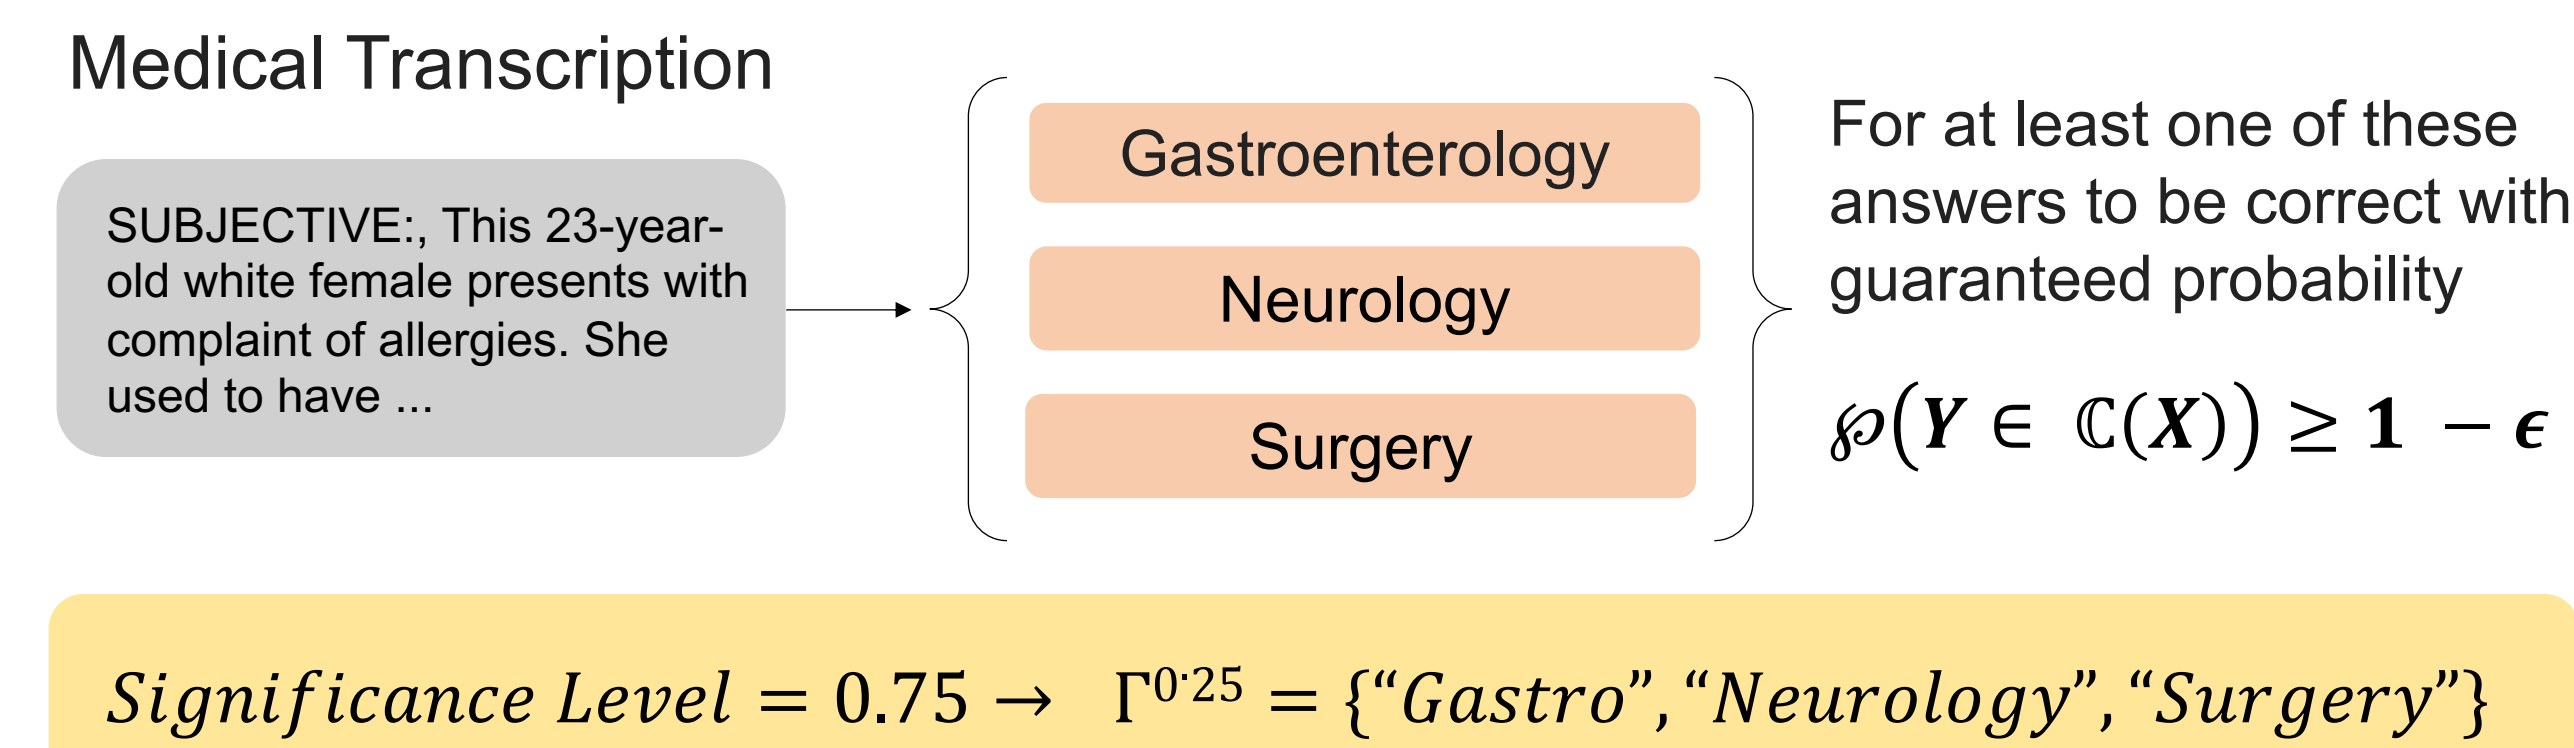 Medical Transcription
SUBJECTIVE:, This 23-year-
old white female presents with
complaint of allergies. She
used to have ...
Gastroenterology
Neurology
Surgery
For at least one of these
answers to be correct with
guaranteed probability
℘(Y ∈ ℂ(X)) ≥ 1 − ϵ
Significance Level = 0.75 → Γ^0·25 = {“Gastro”, “Neurology”, “Surgery”}